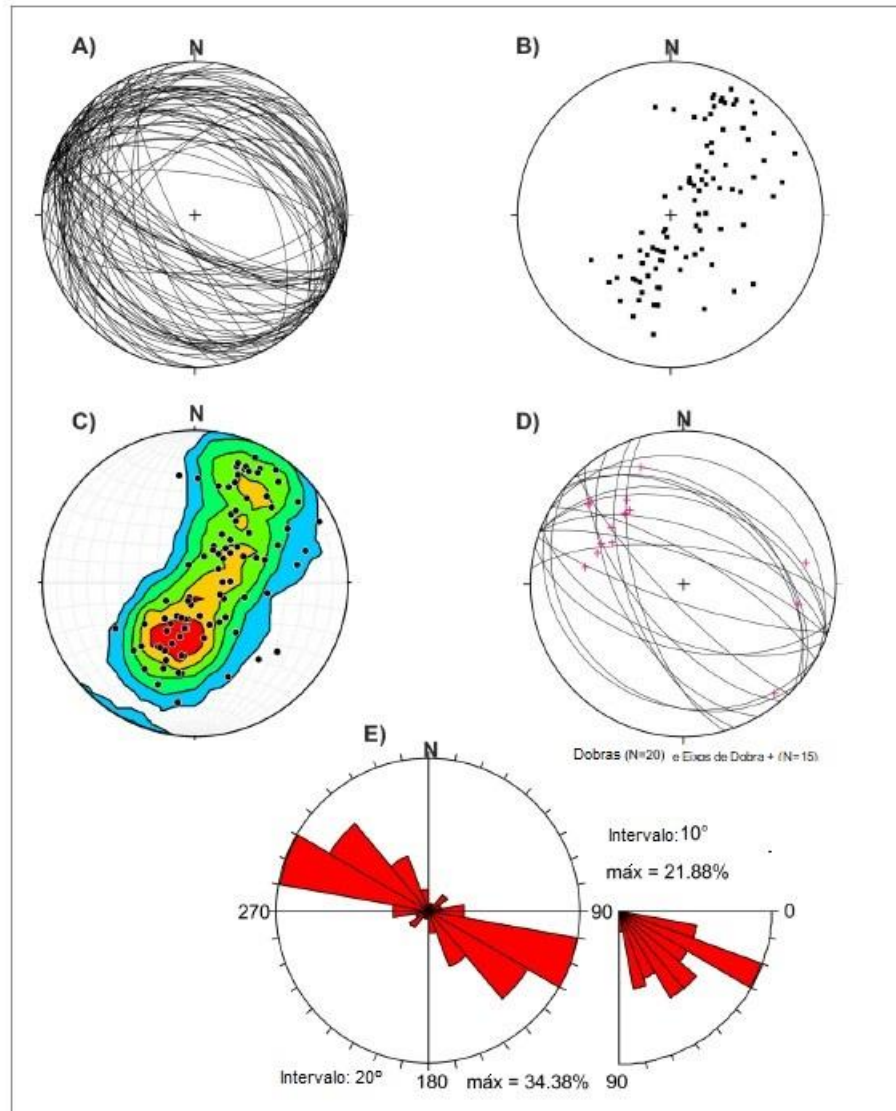 A)
N
B)
C)
N
D)
N
Dobras (N=20) e Eixos de Dobra + (N=15)
E)
N
270
90
180
Intervalo: 20°
máx = 34.38%
Intervalo: 10°
máx = 21.88%
0
90